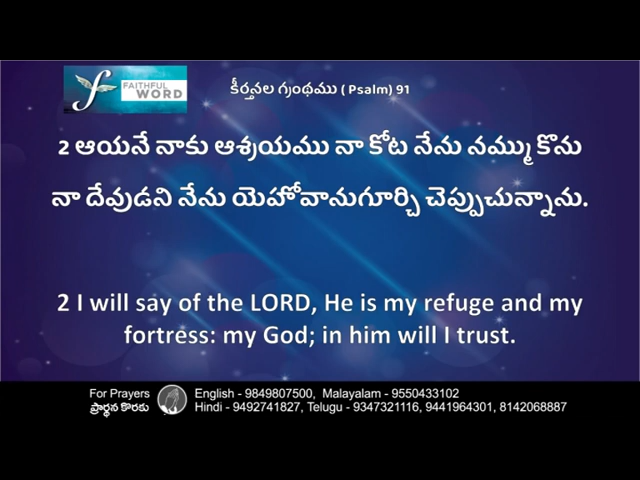 FAITHFUL
WORD
కీర్తనల గ్రంథము ( Psalm) 91
2 ఆయనే నాకు ఆశ్రయము నా కోట నేను నమ్ము కొను
నా దేవుడని నేను యెహోవానుగూర్చి చెప్పుచున్నాను.
2 I will say of the LORD, He is my refuge and my
fortress: my God; in him will I trust.
For Prayers
ప్రార్థన కొరకు
English - 9849807500,  Malayalam - 9550433102
Hindi - 9492741827, Telugu - 9347321116, 9441964301, 8142068887